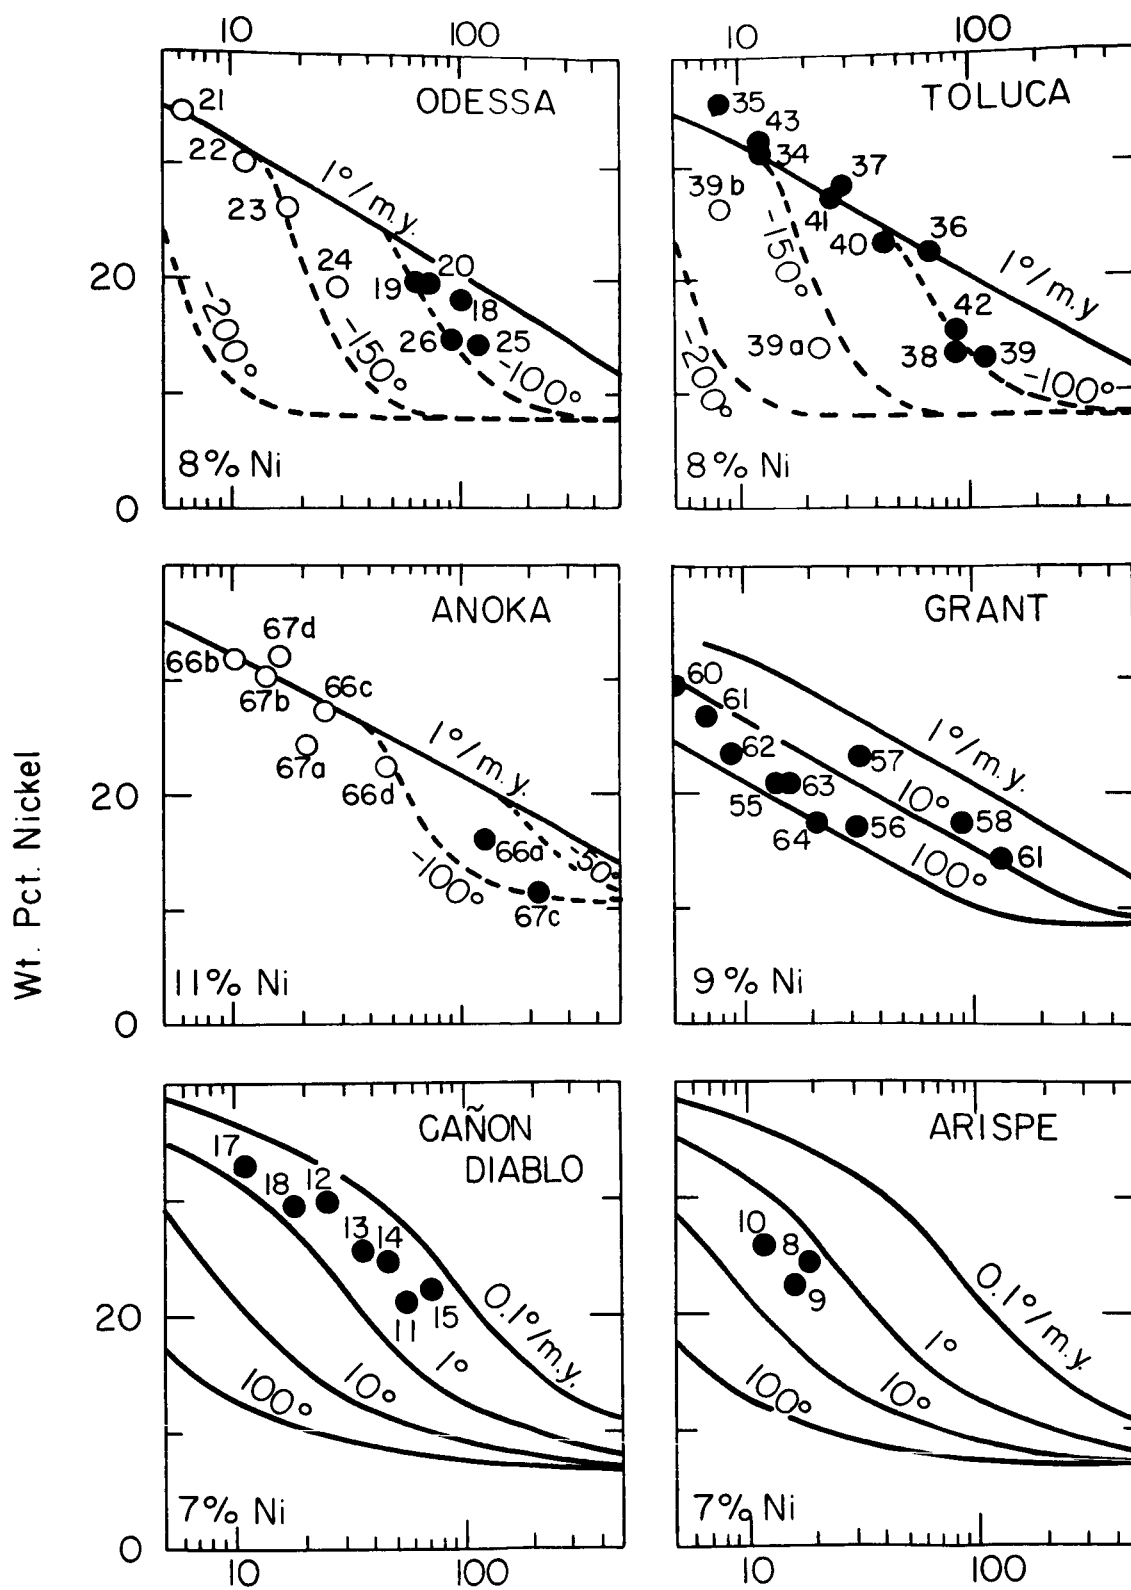 10 100
10 100
ODESSA
21
22
23
24
19
20
18
26
25
1°/m.y.
-200°
-150°
-100°
8% Ni
20
0
TOLUCA
35
43
34
37
39b
41
40
36
42
39a
38
39
1°/m.y.
-150°
-200°
-100°
8% Ni
ANOKA
67d
66b
67b
66c
67a
66d
66a
67c
1°/m.y.
-50°
-100°
11% Ni
20
0
GRANT
60
61
62
57
55
63
64
56
58
61
1°/m.y.
10°
100°
9% Ni
Wt. Pct. Nickel
CAÑON
DIABLO
17
18
12
13
14
11
15
0.1°/m.y.
1°
10°
100°
7% Ni
20
0
ARISPE
10
8
9
0.1°/m.y.
1°
10°
100°
7% Ni
10 100
10 100